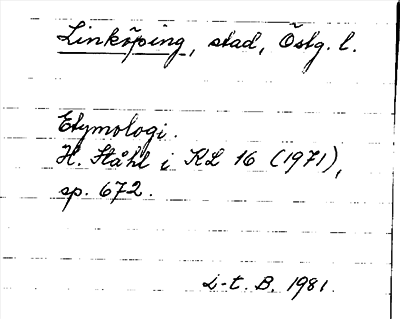 Linköping, stad, Östg. l.
Etymologi.
H. Ståhl i KL 16 (1971),
sp. 672.
L-t. B. 1981.